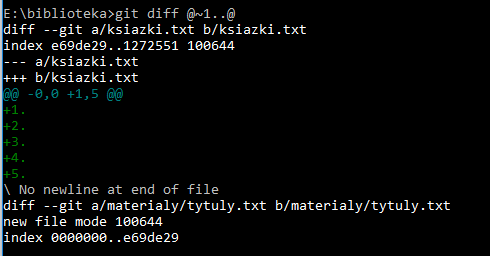 E:\biblioteka>git diff @~1..@
diff --git a/ksiazki.txt b/ksiazki.txt
index e69de29..1272551 100644
--- a/ksiazki.txt
+++ b/ksiazki.txt
@@ -0,0 +1,5 @@
+1.
+2.
+3.
+4.
+5.
\ No newline at end of file
diff --git a/materialy/tytuly.txt b/materialy/tytuly.txt
new file mode 100644
index 0000000..e69de29